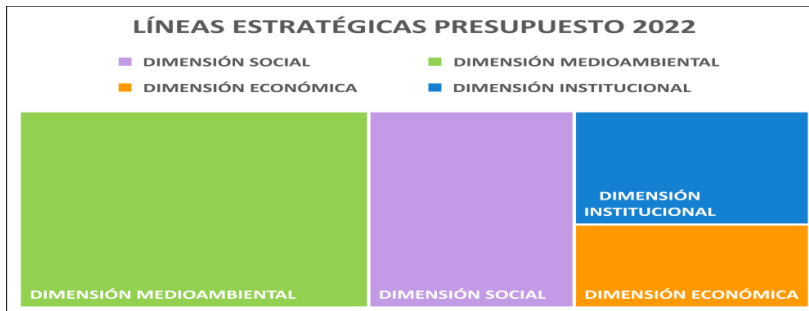 LÍNEAS ESTRATÉGICAS PRESUPUESTO 2022
DIMENSIÓN SOCIAL
DIMENSIÓN MEDIOAMBIENTAL
DIMENSIÓN ECONÓMICA
DIMENSIÓN INSTITUCIONAL
DIMENSIÓN MEDIOAMBIENTAL
DIMENSIÓN SOCIAL
DIMENSIÓN
INSTITUCIONAL
DIMENSIÓN ECONÓMICA